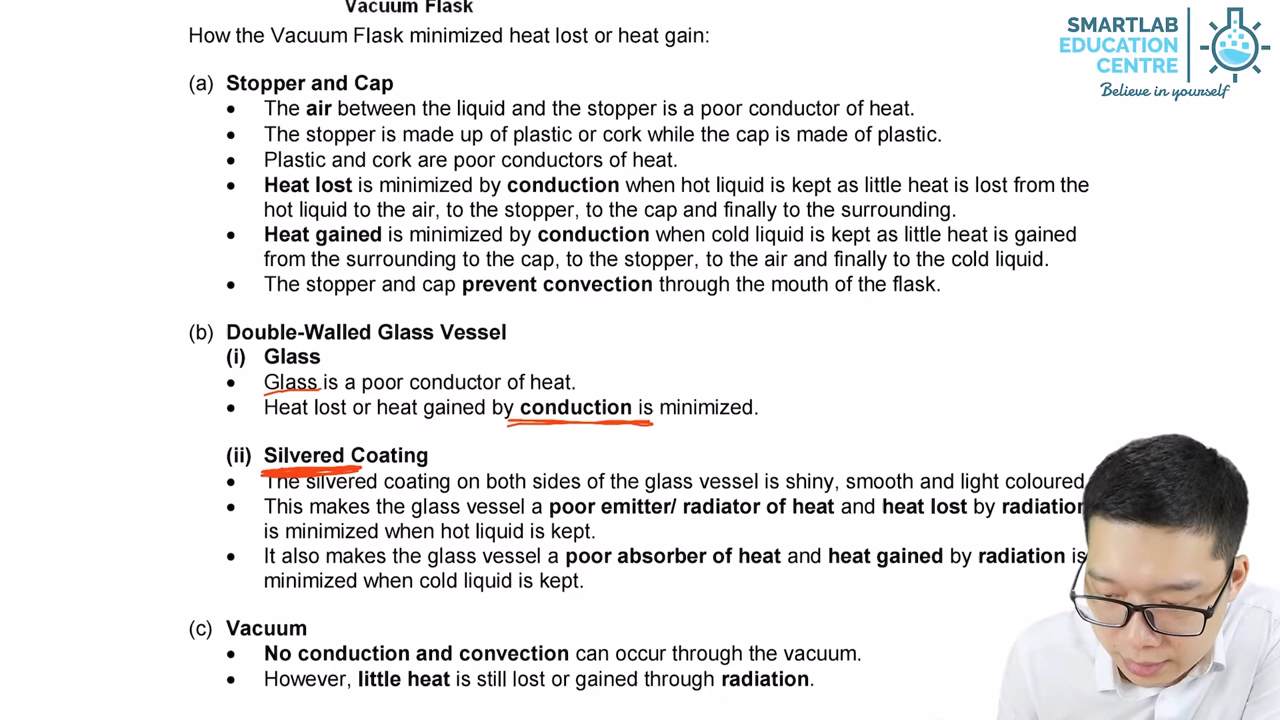 Vacuum Flask
How the Vacuum Flask minimized heat lost or heat gain:
(a) Stopper and Cap
• The air between the liquid and the stopper is a poor conductor of heat.
• The stopper is made up of plastic or cork while the cap is made of plastic.
• Plastic and cork are poor conductors of heat.
• Heat lost is minimized by conduction when hot liquid is kept as little heat is lost from the
hot liquid to the air, to the stopper, to the cap and finally to the surrounding.
• Heat gained is minimized by conduction when cold liquid is kept as little heat is gained
from the surrounding to the cap, to the stopper, to the air and finally to the cold liquid.
• The stopper and cap prevent convection through the mouth of the flask.
(b) Double-Walled Glass Vessel
(i) Glass
• Glass is a poor conductor of heat.
• Heat lost or heat gained by conduction is minimized.
(ii) Silvered Coating
• The silvered coating on both sides of the glass vessel is shiny, smooth and light coloured.
• This makes the glass vessel a poor emitter/ radiator of heat and heat lost by radiation
is minimized when hot liquid is kept.
• It also makes the glass vessel a poor absorber of heat and heat gained by radiation is
minimized when cold liquid is kept.
(c) Vacuum
• No conduction and convection can occur through the vacuum.
• However, little heat is still lost or gained through radiation.
SMARTLAB
EDUCATION
CENTRE
Believe in yourself